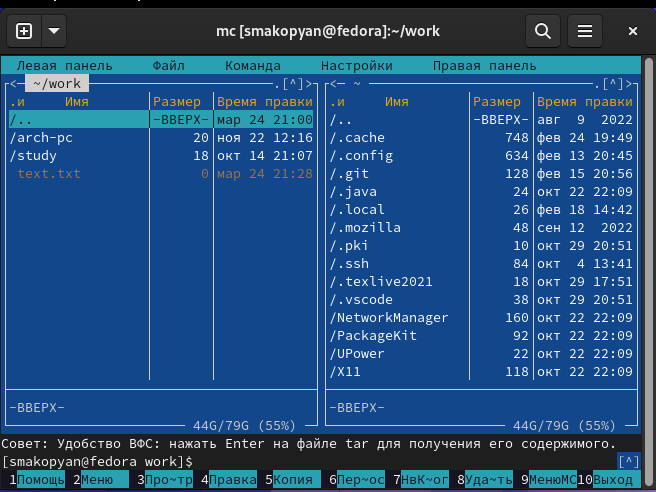 mc [smakopyan@fedora]:~/work
Левая панель Файл Команда Настройки Правая панель
<— ~/work .[^]> <— ~ .[^]>
.и Имя Размер Время правки .и Имя Размер Время правки
/.. -ВВЕРХ- мар 24 21:00 /.. -ВВЕРХ- авг 9 2022
/arch-pc 20 ноя 22 12:16 /.cache 748 фев 24 19:49
/study 18 окт 14 21:07 /.config 634 фев 13 20:45
text.txt 0 мар 24 21:28 /.git 128 фев 15 20:56
/.java 24 окт 22 22:09
/.local 26 фев 18 14:42
/.mozilla 48 сен 12 2022
/.pki 10 окт 29 20:51
/.ssh 84 окт 4 13:41
/.texlive2021 18 окт 29 17:51
/.vscode 38 окт 29 20:51
/NetworkManager 160 окт 22 22:09
/PackageKit 92 окт 22 22:09
/UPower 22 окт 22 22:09
/X11 118 окт 22 22:09
-ВВЕРХ- -ВВЕРХ-
44G/79G (55%) 44G/79G (55%)
Совет: Удобство ВФС: нажать Enter на файле tar для получения его содержимого.
[smakopyan@fedora work]$ [^]
1Помощь 2Меню 3Про~тр 4Правка 5Копия 6Пер~ос 7НвК~ог 8Уда~ть 9МенюMC10Выход